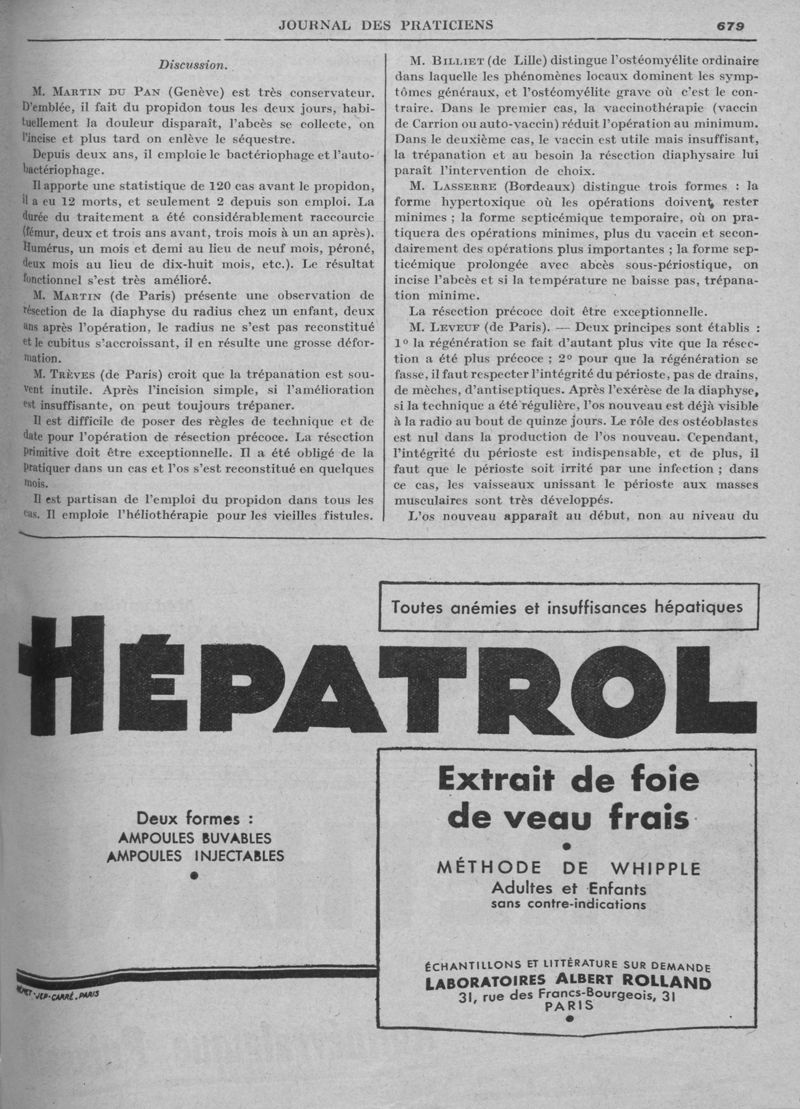 JOURNAL DES PRATICIENS 679
Discussion.
M. MARTIN DU PAN (Genève) est très conservateur.
D'emblée, il fait du propidon tous les deux jours, habi-
tuellement la douleur disparaît, l'abcès se collecte, on
l'incise et plus tard on enlève le séquestre.
Depuis deux ans, il emploie le bactériophage et l'auto-
bactériophage.
Il apporte une statistique de 120 cas avant le propidon,
il a eu 12 morts, et seulement 2 depuis son emploi. La
durée du traitement a été considérablement raccourcie
(fémur, deux et trois ans avant, trois mois à un an après).
Humérus, un mois et demi au lieu de neuf mois, péroné,
deux mois au lieu de dix-huit mois, etc.). Le résultat
fonctionnel s'est très amélioré.
M. MARTIN (de Paris) présente une observation de
résection de la diaphyse du radius chez un enfant, deux
ans après l'opération, le radius ne s'est pas reconstitué
et le cubitus s'accroissant, il en résulte une grosse défor-
mation.
M. TRÈVES (de Paris) croit que la trépanation est sou-
vent inutile. Après l'incision simple, si l'amélioration
est insuffisante, on peut toujours trépaner.
Il est difficile de poser des règles de technique et de
date pour l'opération de résection précoce. La résection
primitive doit être exceptionnelle. Il a été obligé de la
pratiquer dans un cas et l'os s'est reconstitué en quelques
mois.
Il est partisan de l'emploi du propidon dans tous les
cas. Il emploie l'héliothérapie pour les vieilles fistules.
M. BILLIET (de Lille) distingue l'ostéomyélite ordinaire
dans laquelle les phénomènes locaux dominent les symp-
tômes généraux, et l'ostéomyélite grave où c'est le con-
traire. Dans le premier cas, la vaccinothérapie (vaccin
de Carrion ou auto-vaccin) réduit l'opération au minimum.
Dans le deuxième cas, le vaccin est utile mais insuffisant,
la trépanation et au besoin la résection diaphysaire lui
paraît l'intervention de choix.
M. LASSERRE (Bordeaux) distingue trois formes : la
forme hypertoxique où les opérations doivent rester
minimes ; la forme septicémique temporaire, où on pra-
tiquera des opérations minimes, plus du vaccin et secon-
dairement des opérations plus importantes ; la forme sep-
ticémique prolongée avec abcès sous-périostique, on
incise l'abcès et si la température ne baisse pas, trépana-
tion minime.
La résection précoce doit être exceptionnelle.
M. LEVEUF (de Paris). — Deux principes sont établis :
1º la régénération se fait d'autant plus vite que la résec-
tion a été plus précoce ; 2º pour que la régénération se
fasse, il faut respecter l'intégrité du périoste, pas de drains,
de mèches, d'antiseptiques. Après l'exérèse de la diaphyse,
si la technique a été régulière, l'os nouveau est déjà visible
à la radio au bout de quinze jours. Le rôle des ostéoblastes
est nul dans la production de l'os nouveau. Cependant,
l'intégrité du périoste est indispensable, et de plus, il
faut que le périoste soit irrité par une infection ; dans
ce cas, les vaisseaux unissant le périoste aux masses
musculaires sont très développés.
L'os nouveau apparaît au début, non au niveau du
Toutes anémies et insuffisances hépatiques
HÉPATROL
Deux formes :
AMPOULES BUVABLES
AMPOULES INJECTABLES
Extrait de foie
de veau frais
MÉTHODE DE WHIPPLE
Adultes et Enfants
sans contre-indications
ÉCHANTILLONS ET LITTÉRATURE SUR DEMANDE
LABORATOIRES ALBERT ROLLAND
31, rue des Francs-Bourgeois, 31
PARIS
CARRÉ. PARIS